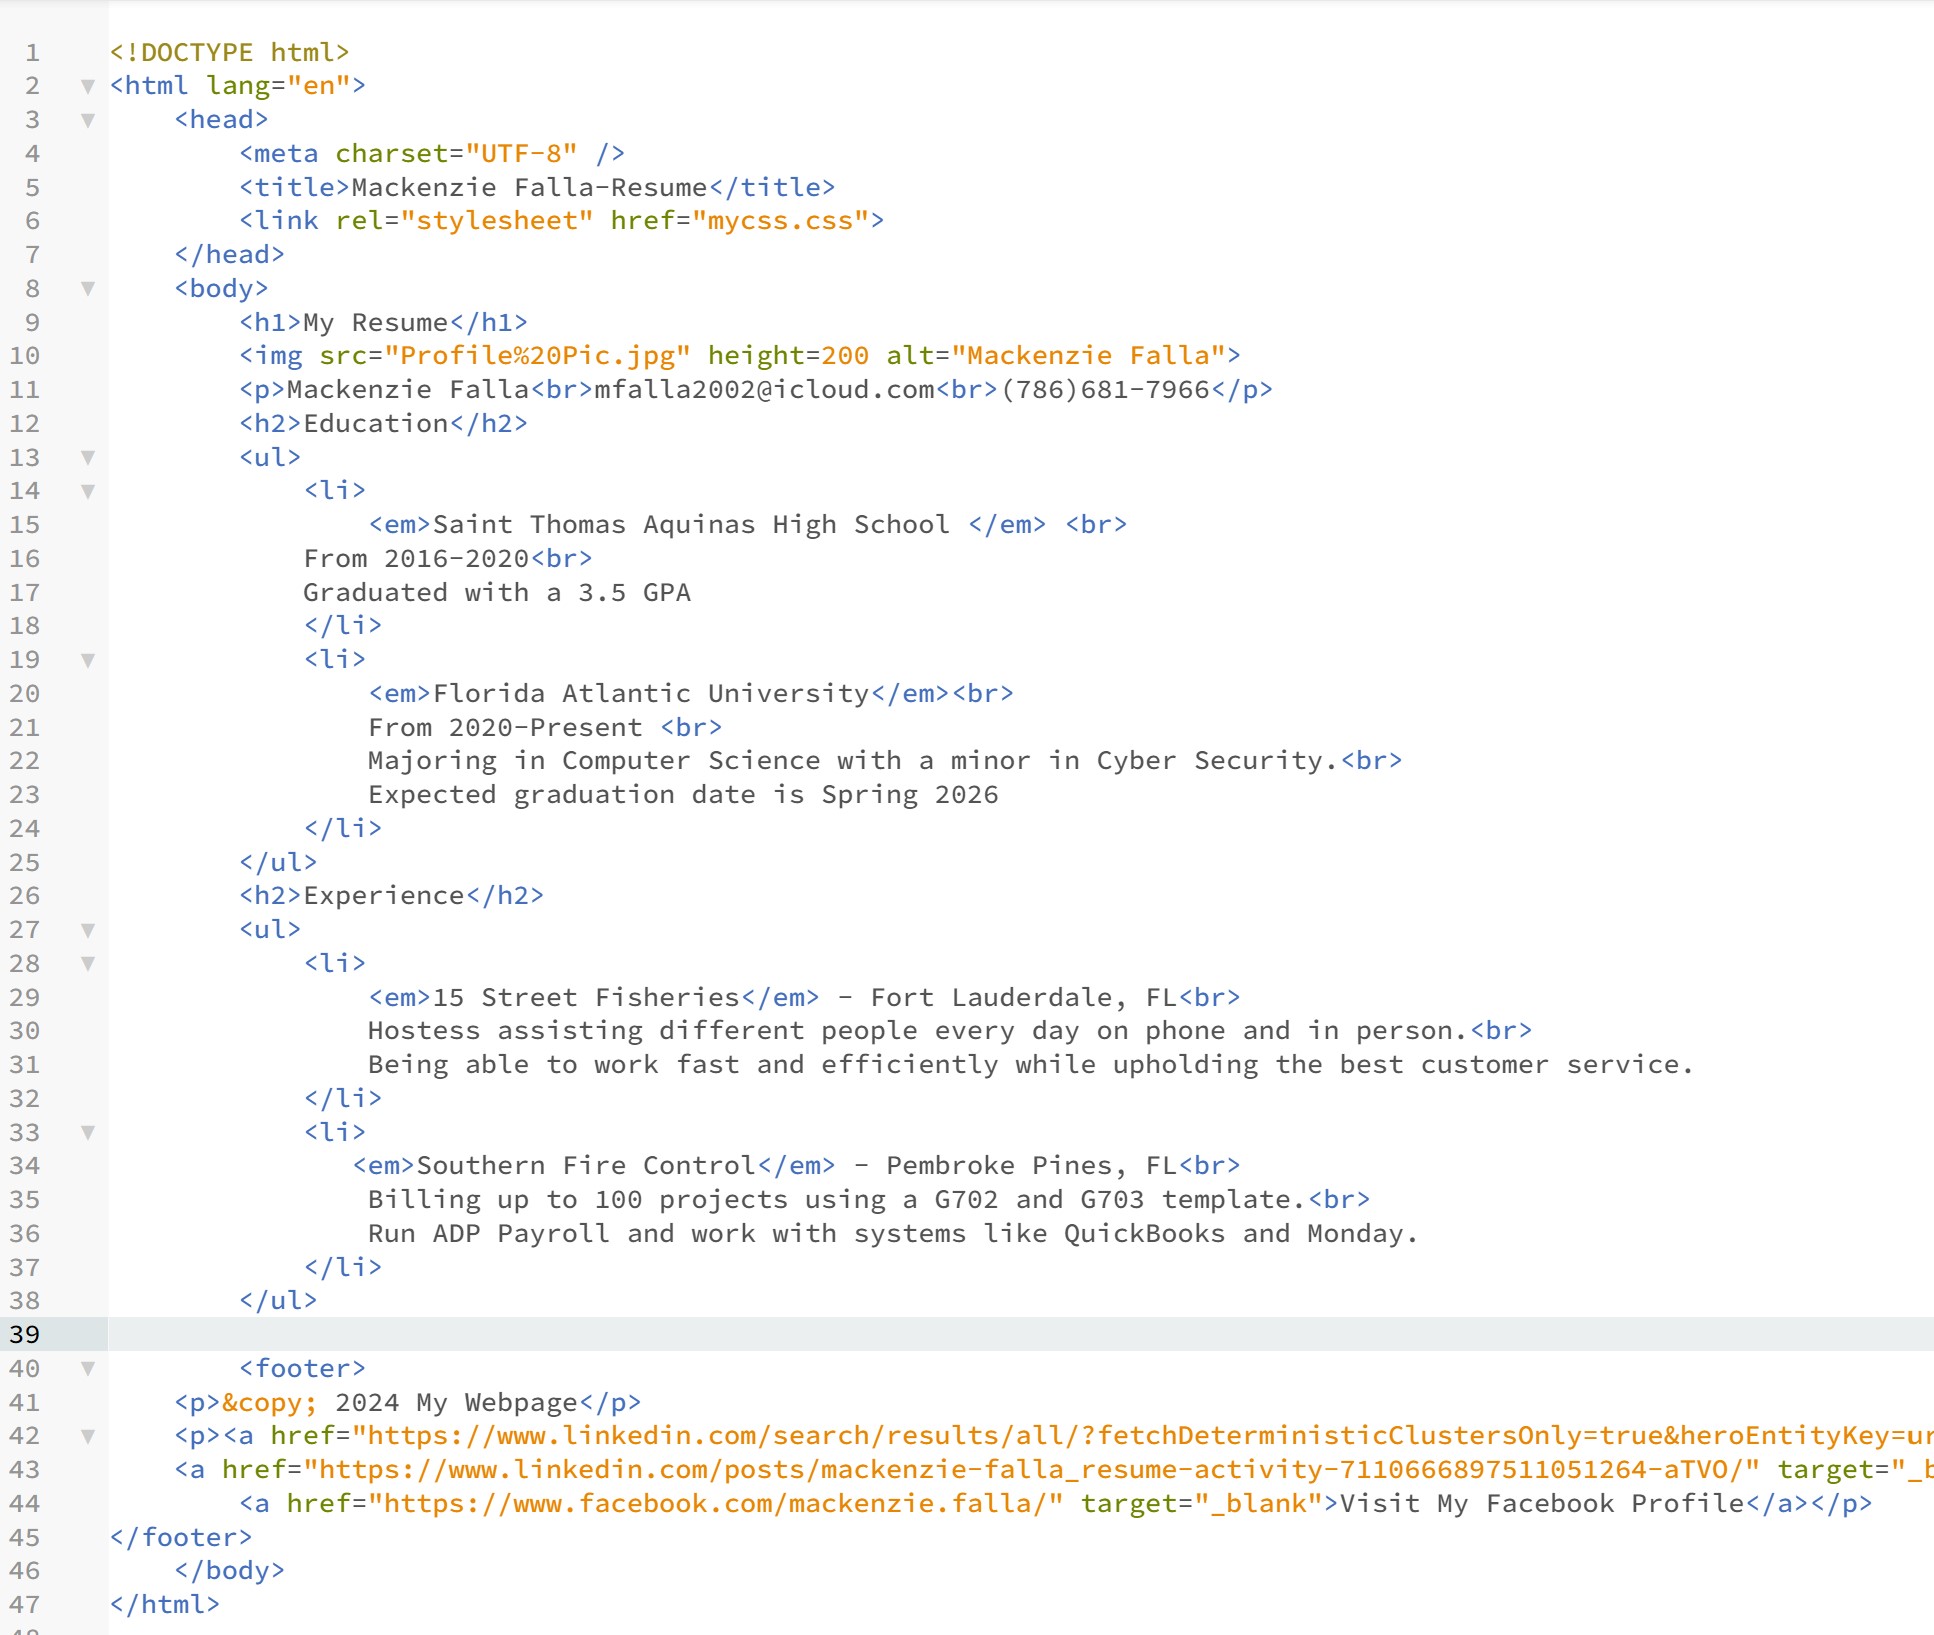 1 <!DOCTYPE html>
2 <html lang="en">
3 <head>
4 <meta charset="UTF-8" />
5 <title>Mackenzie Falla-Resume</title>
6 <link rel="stylesheet" href="mycss.css">
7 </head>
8 <body>
9 <h1>My Resume</h1>
10 <img src="Profile%20Pic.jpg" height=200 alt="Mackenzie Falla">
11 <p>Mackenzie Falla<br>mfalla2002@icloud.com<br>(786)681-7966</p>
12 <h2>Education</h2>
13 <ul>
14 <li>
15 <em>Saint Thomas Aquinas High School </em> <br>
16 From 2016-2020<br>
17 Graduated with a 3.5 GPA
18 </li>
19 <li>
20 <em>Florida Atlantic University</em><br>
21 From 2020-Present <br>
22 Majoring in Computer Science with a minor in Cyber Security.<br>
23 Expected graduation date is Spring 2026
24 </li>
25 </ul>
26 <h2>Experience</h2>
27 <ul>
28 <li>
29 <em>15 Street Fisheries</em> - Fort Lauderdale, FL<br>
30 Hostess assisting different people every day on phone and in person.<br>
31 Being able to work fast and efficiently while upholding the best customer service.
32 </li>
33 <li>
34 <em>Southern Fire Control</em> - Pembroke Pines, FL<br>
35 Billing up to 100 projects using a G702 and G703 template.<br>
36 Run ADP Payroll and work with systems like QuickBooks and Monday.
37 </li>
38 </ul>
39
40 <footer>
41 <p>&copy; 2024 My Webpage</p>
42 <p><a href="https://www.linkedin.com/search/results/all/?fetchDeterministicClustersOnly=true&heroEntityKey=ur
43 <a href="https://www.linkedin.com/posts/mackenzie-falla_resume-activity-7110666897511051264-aTVO/" target="_b
44 <a href="https://www.facebook.com/mackenzie.falla/" target="_blank">Visit My Facebook Profile</a></p>
45 </footer>
46 </body>
47 </html>